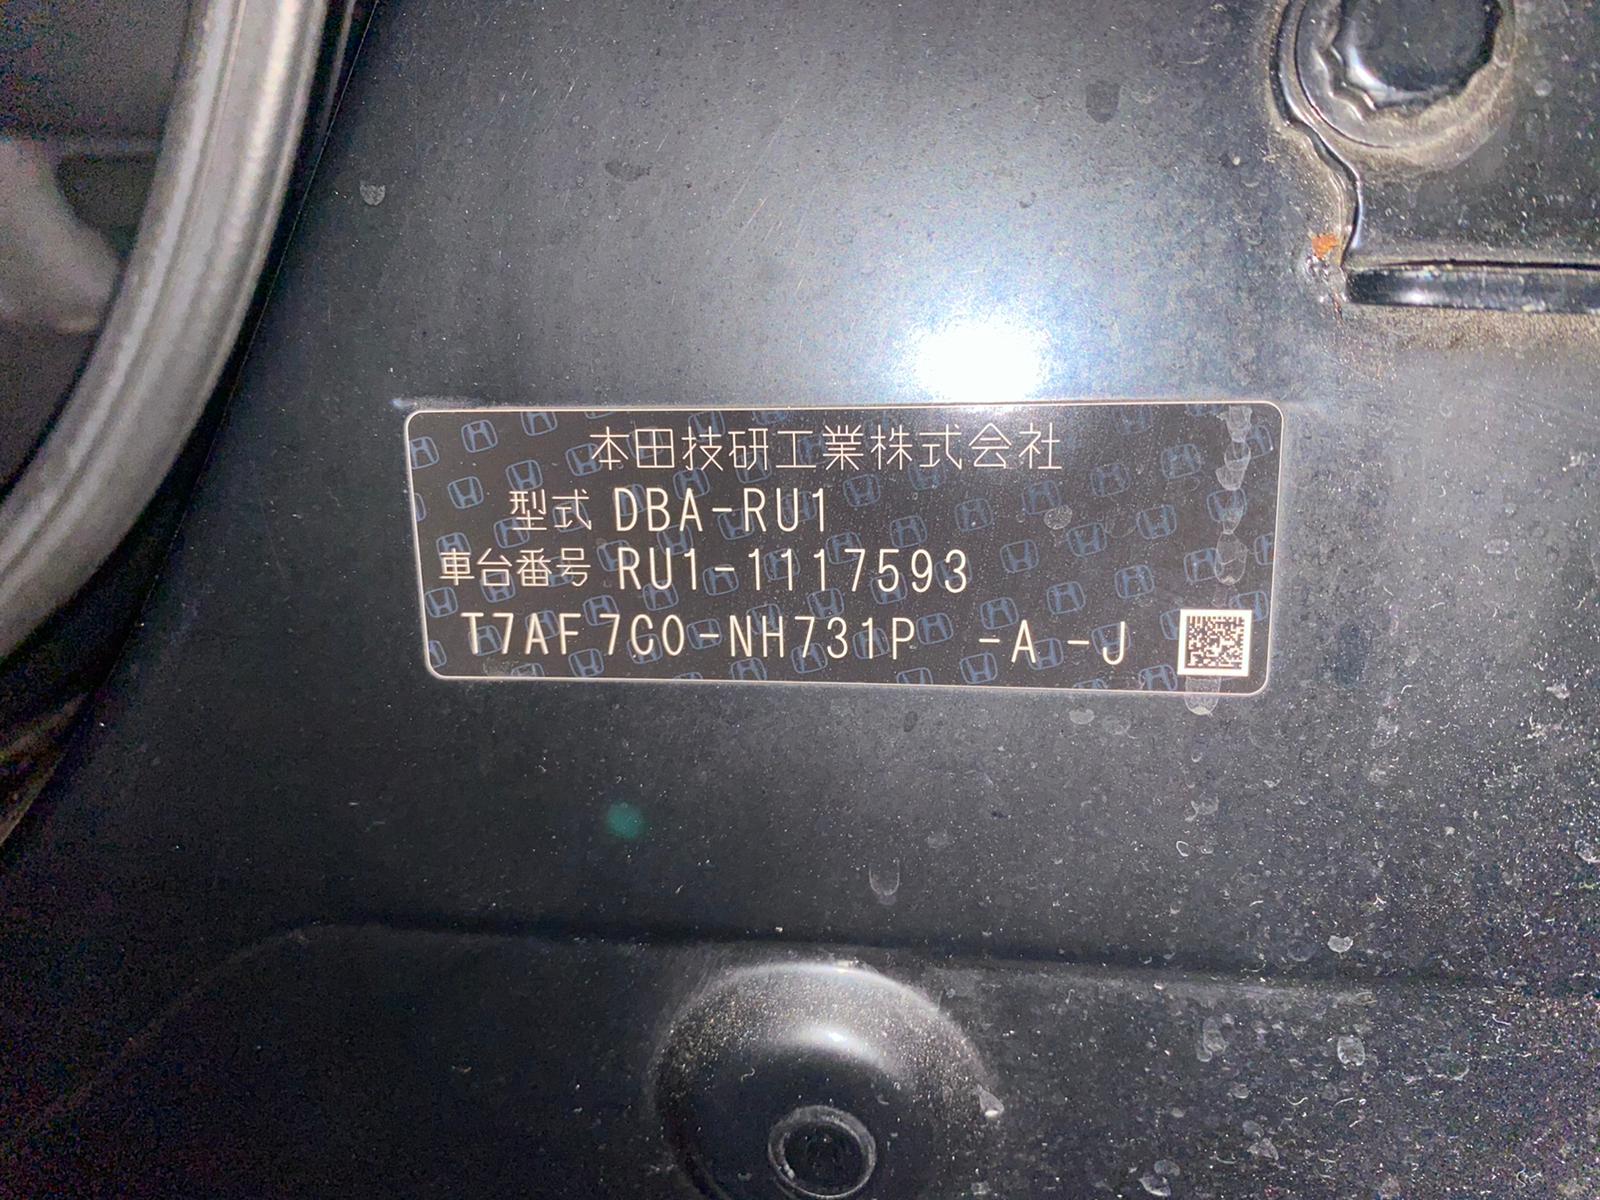 本田技研工業株式会社
型式 DBA-RU1
車台番号 RU1-1117593
T7AF7C0-NH731P -A-J